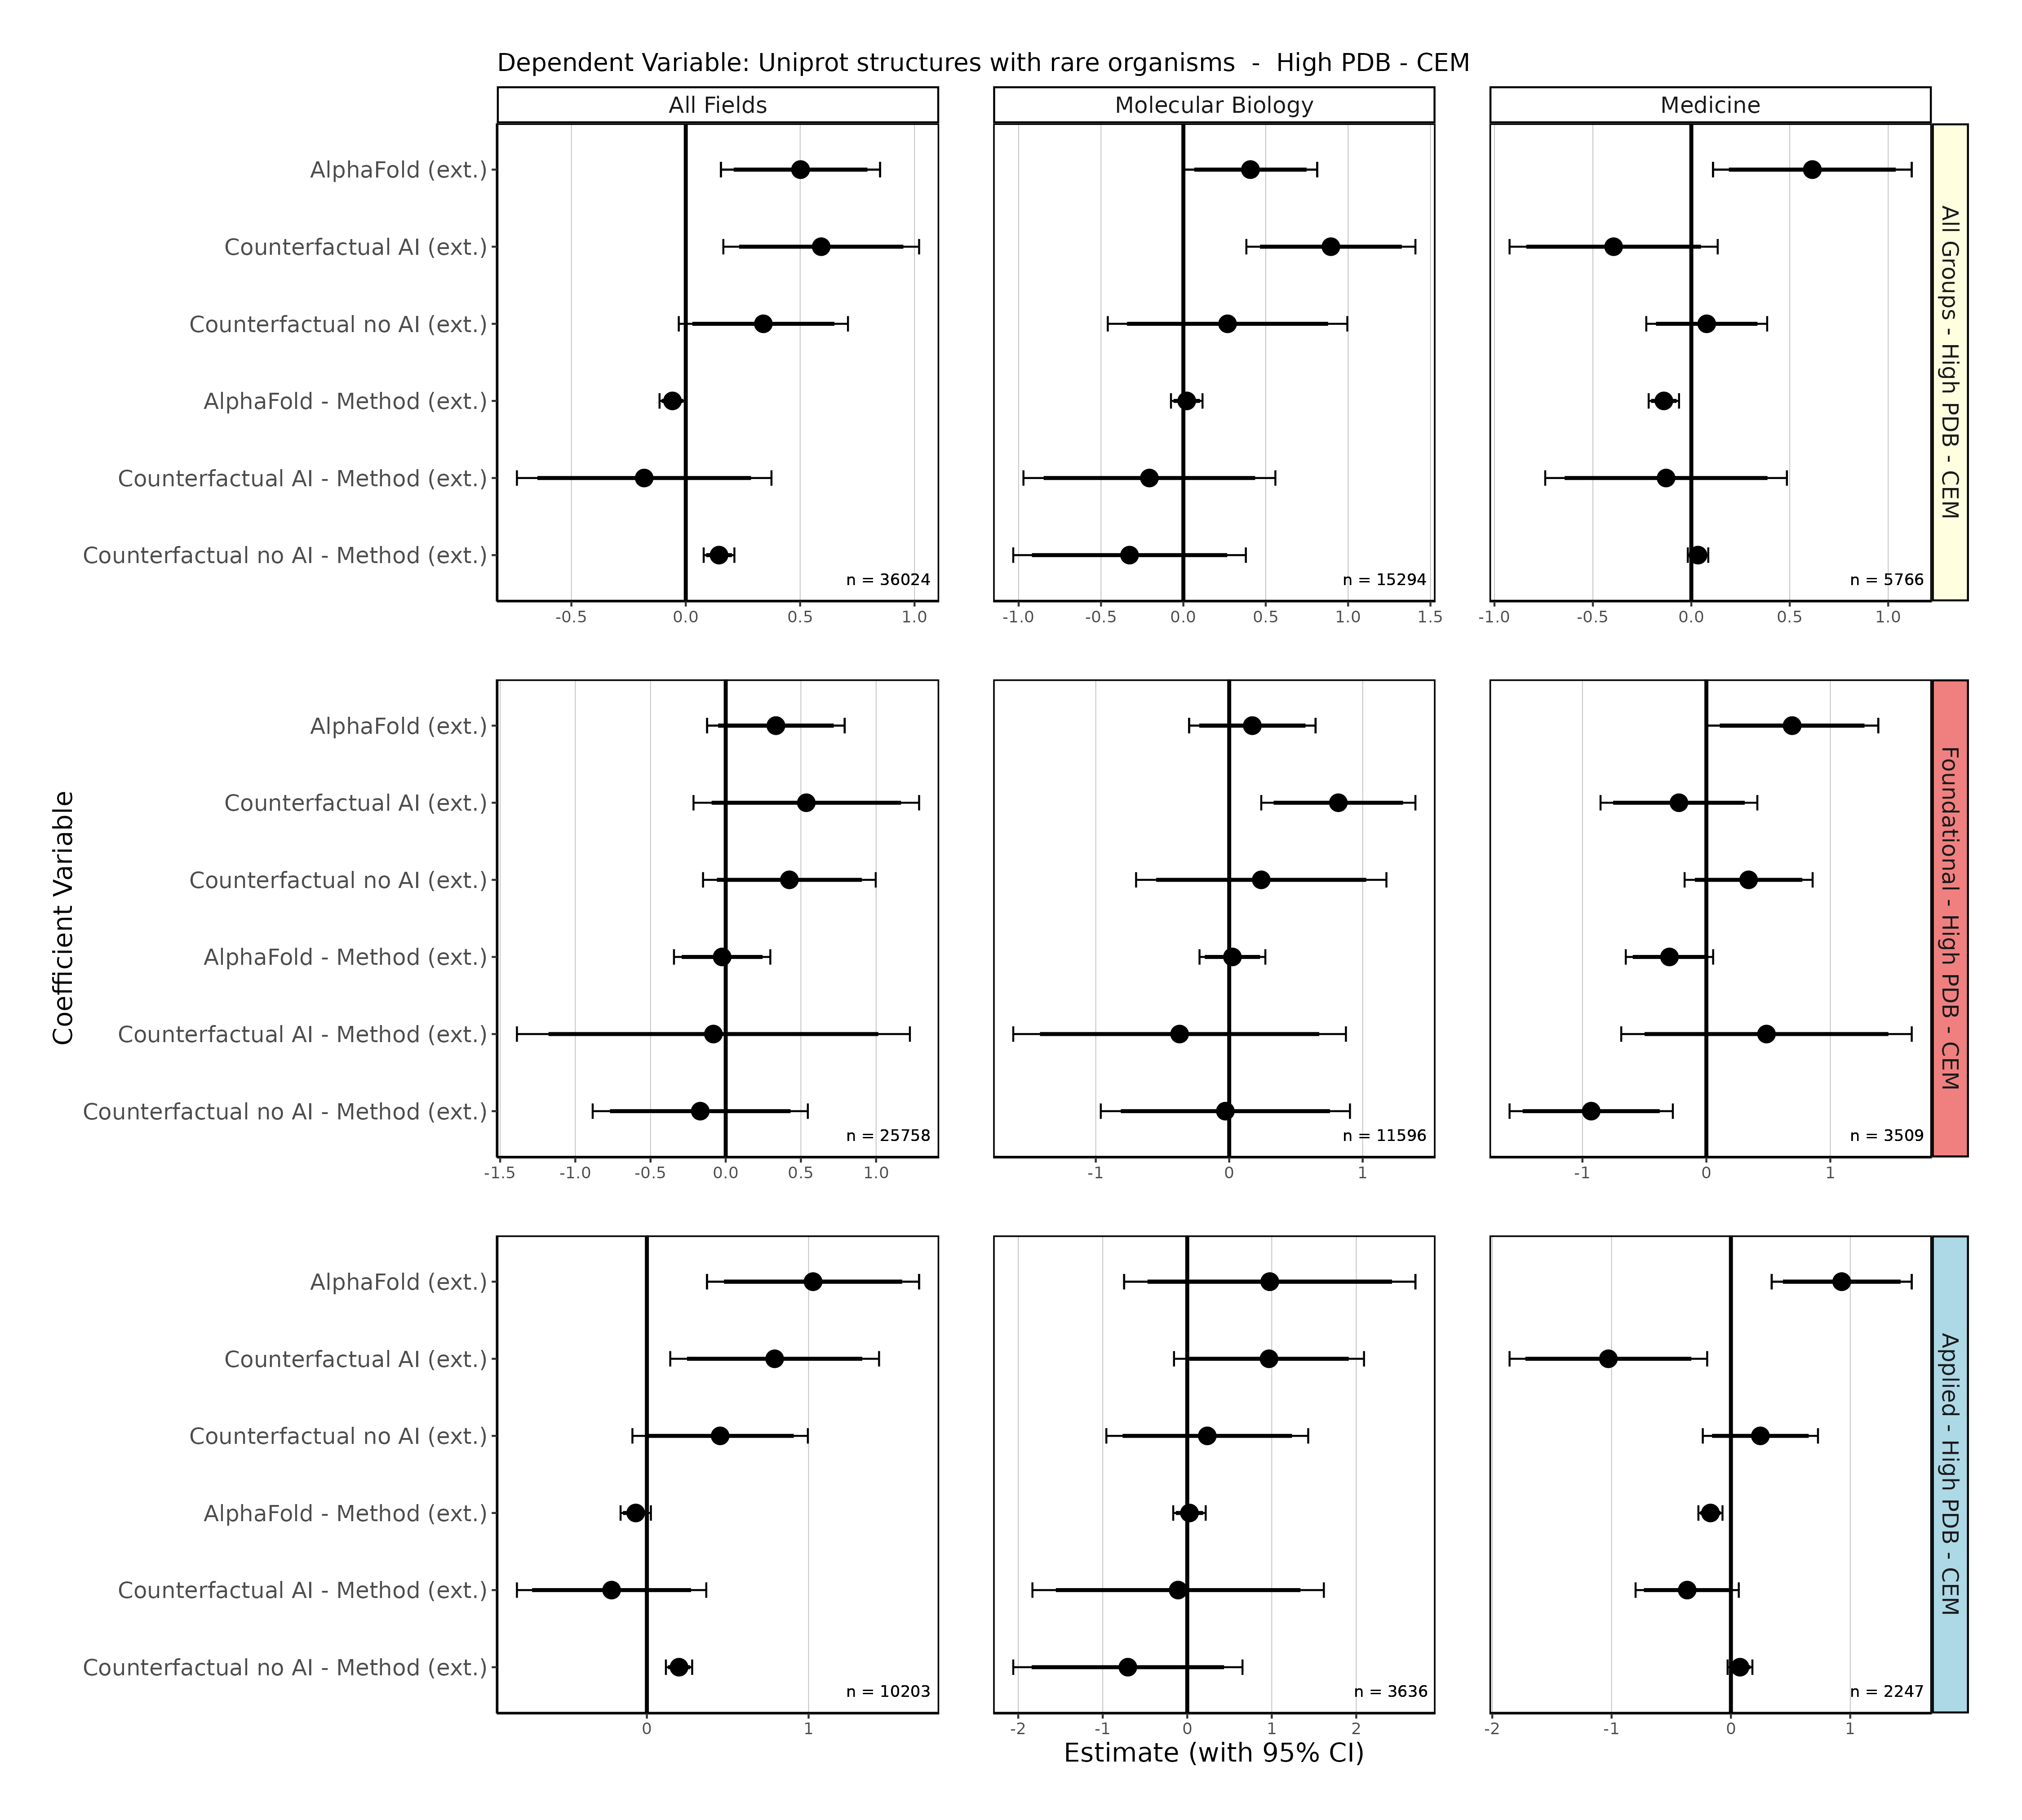 Dependent Variable: Uniprot structures with rare organisms - High PDB - CEM
All Fields
Molecular Biology
Medicine
AlphaFold (ext.)
Counterfactual AI (ext.)
Counterfactual no AI (ext.)
AlphaFold - Method (ext.)
Counterfactual AI - Method (ext.)
Counterfactual no AI - Method (ext.)
n = 36024
n = 15294
n = 5766
-0.5 0.0 0.5 1.0
-1.0 -0.5 0.0 0.5 1.0 1.5
-1.0 -0.5 0.0 0.5 1.0
All Groups - High PDB - CEM
Coefficient Variable
AlphaFold (ext.)
Counterfactual AI (ext.)
Counterfactual no AI (ext.)
AlphaFold - Method (ext.)
Counterfactual AI - Method (ext.)
Counterfactual no AI - Method (ext.)
n = 25758
n = 11596
n = 3509
-1.5 -1.0 -0.5 0.0 0.5 1.0
-1 0 1
-1 0 1
Foundational - High PDB - CEM
AlphaFold (ext.)
Counterfactual AI (ext.)
Counterfactual no AI (ext.)
AlphaFold - Method (ext.)
Counterfactual AI - Method (ext.)
Counterfactual no AI - Method (ext.)
n = 10203
n = 3636
n = 2247
0 1
-2 -1 0 1 2
-2 -1 0 1
Applied - High PDB - CEM
Estimate (with 95% CI)